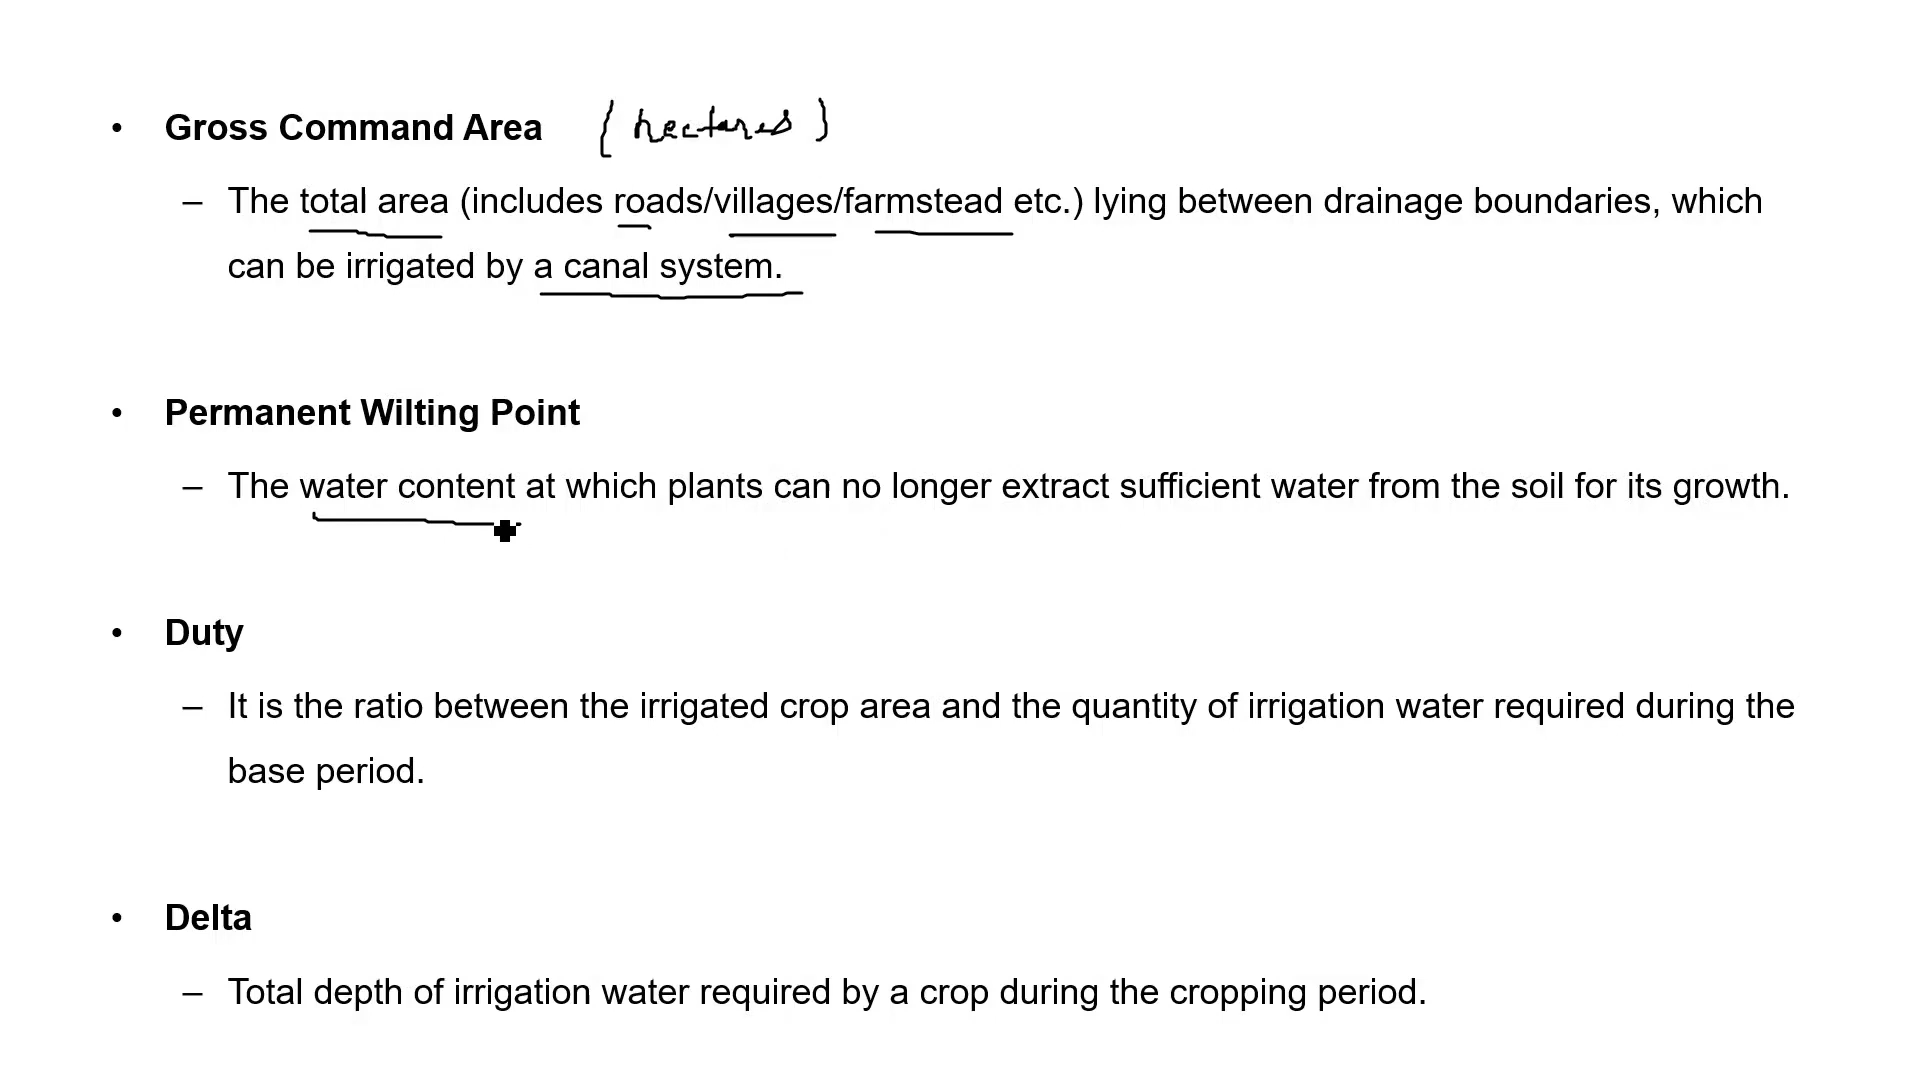 • Gross Command Area (hectares)
– The total area (includes roads/villages/farmstead etc.) lying between drainage boundaries, which
can be irrigated by a canal system.
• Permanent Wilting Point
– The water content at which plants can no longer extract sufficient water from the soil for its growth.
• Duty
– It is the ratio between the irrigated crop area and the quantity of irrigation water required during the
base period.
• Delta
– Total depth of irrigation water required by a crop during the cropping period.